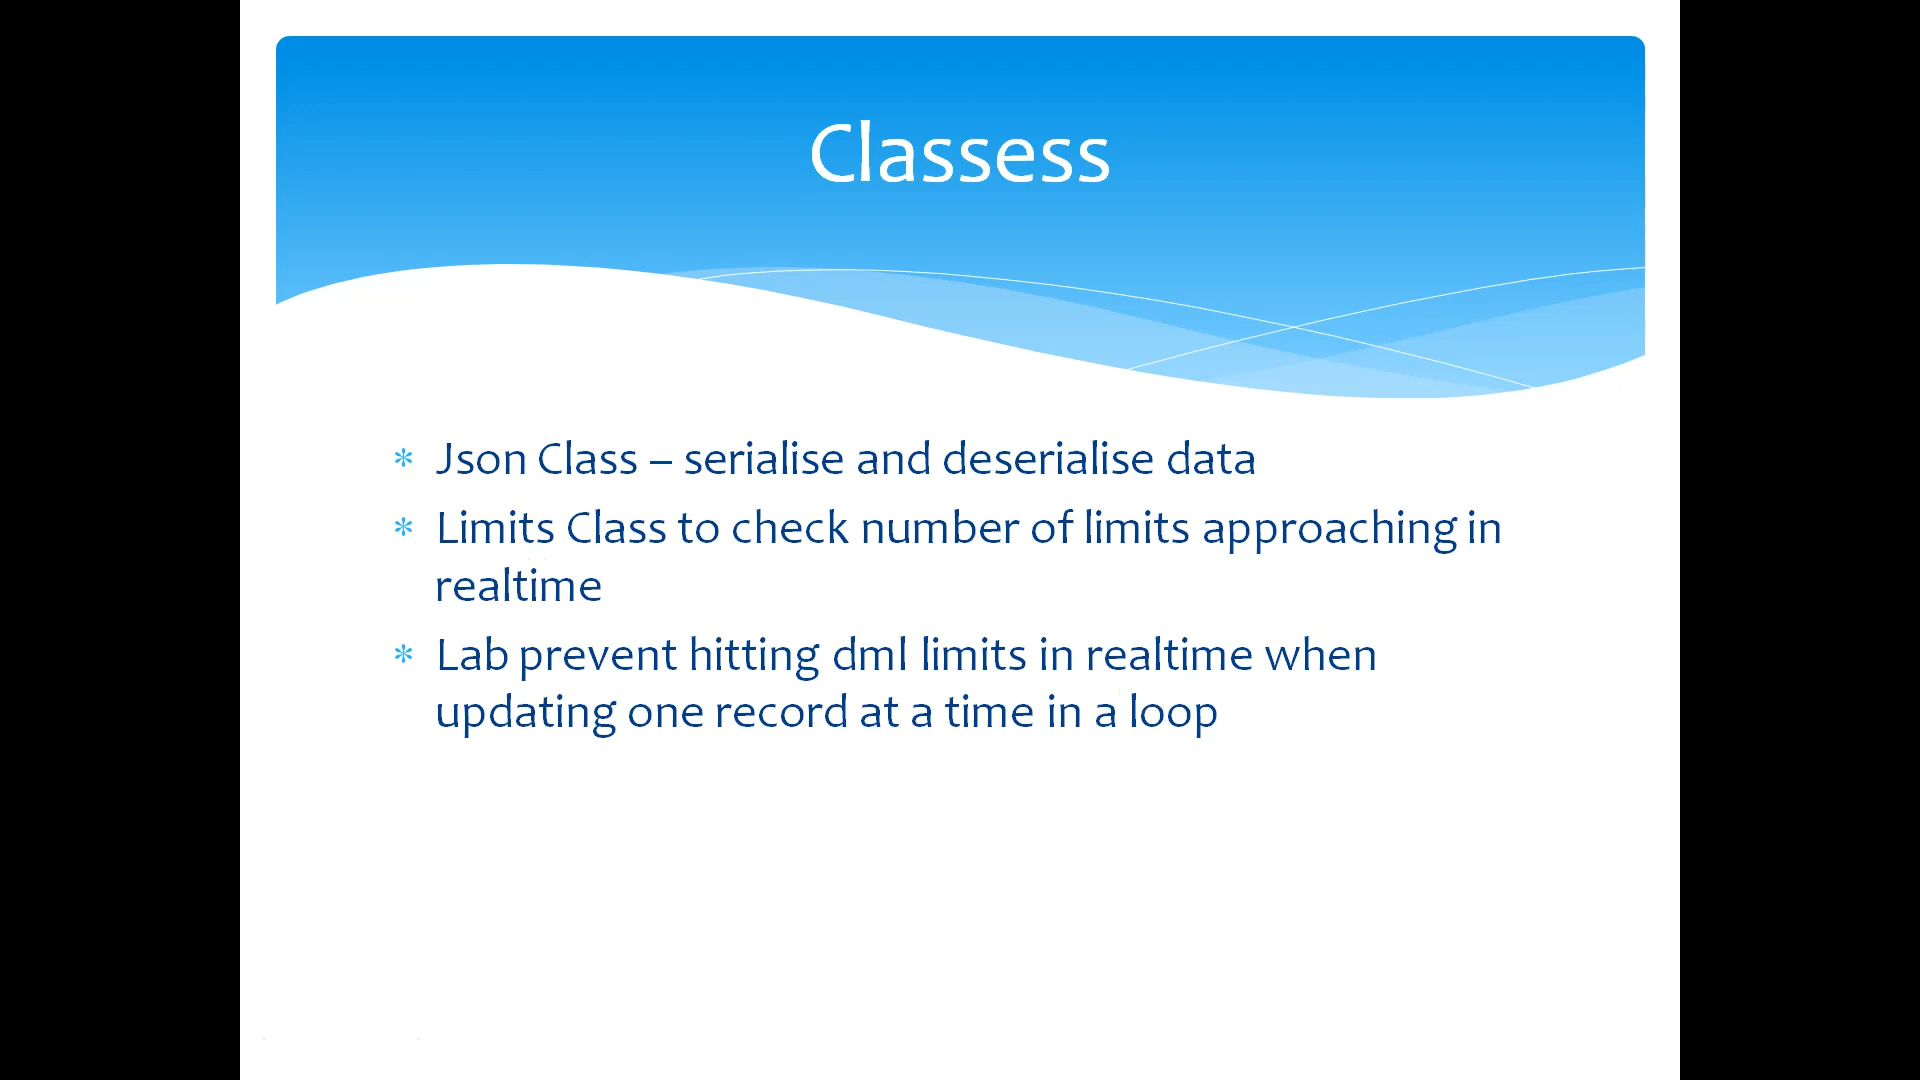 Classess
* Json Class – serialise and deserialise data
* Limits Class to check number of limits approaching in
realtime
* Lab prevent hitting dml limits in realtime when
updating one record at a time in a loop